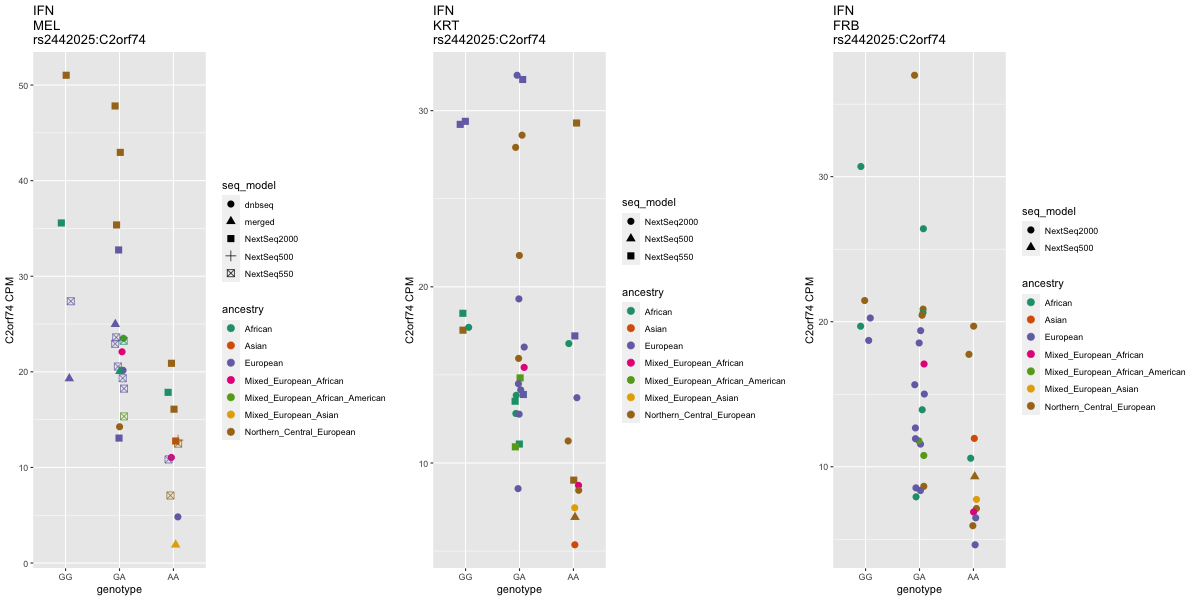 IFN
MEL
rs2442025:C2orf74
C2orf74 CPM
50
40
30
20
10
0
GG
GA
AA
genotype
seq_model
dnbseq
merged
NextSeq2000
NextSeq500
NextSeq550
ancestry
African
Asian
European
Mixed_European_African
Mixed_European_African_American
Mixed_European_Asian
Northern_Central_European
IFN
KRT
rs2442025:C2orf74
C2orf74 CPM
30
20
10
GG
GA
AA
genotype
seq_model
NextSeq2000
NextSeq500
NextSeq550
ancestry
African
Asian
European
Mixed_European_African
Mixed_European_African_American
Mixed_European_Asian
Northern_Central_European
IFN
FRB
rs2442025:C2orf74
C2orf74 CPM
30
20
10
GG
GA
AA
genotype
seq_model
NextSeq2000
NextSeq500
ancestry
African
Asian
European
Mixed_European_African
Mixed_European_African_American
Mixed_European_Asian
Northern_Central_European